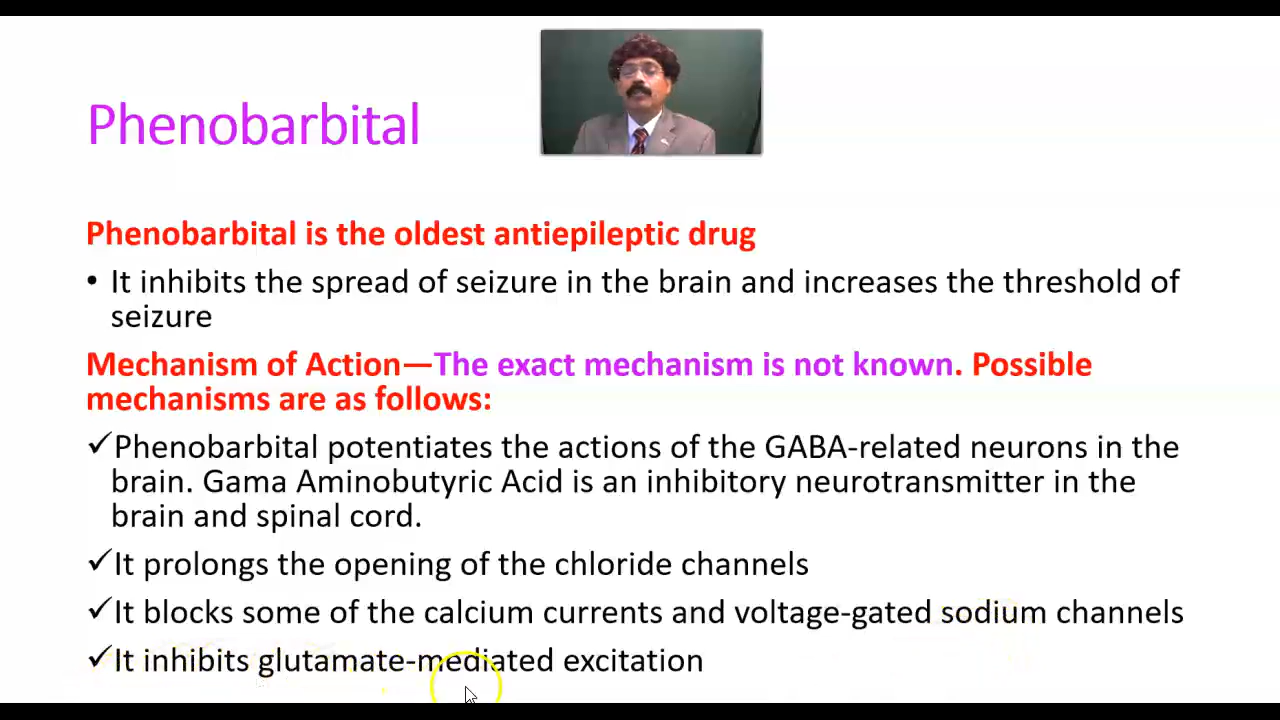 Phenobarbital
Phenobarbital is the oldest antiepileptic drug
• It inhibits the spread of seizure in the brain and increases the threshold of
seizure
Mechanism of Action—The exact mechanism is not known. Possible
mechanisms are as follows:
✓Phenobarbital potentiates the actions of the GABA-related neurons in the
brain. Gama Aminobutyric Acid is an inhibitory neurotransmitter in the
brain and spinal cord.
✓It prolongs the opening of the chloride channels
✓It blocks some of the calcium currents and voltage-gated sodium channels
✓It inhibits glutamate-mediated excitation